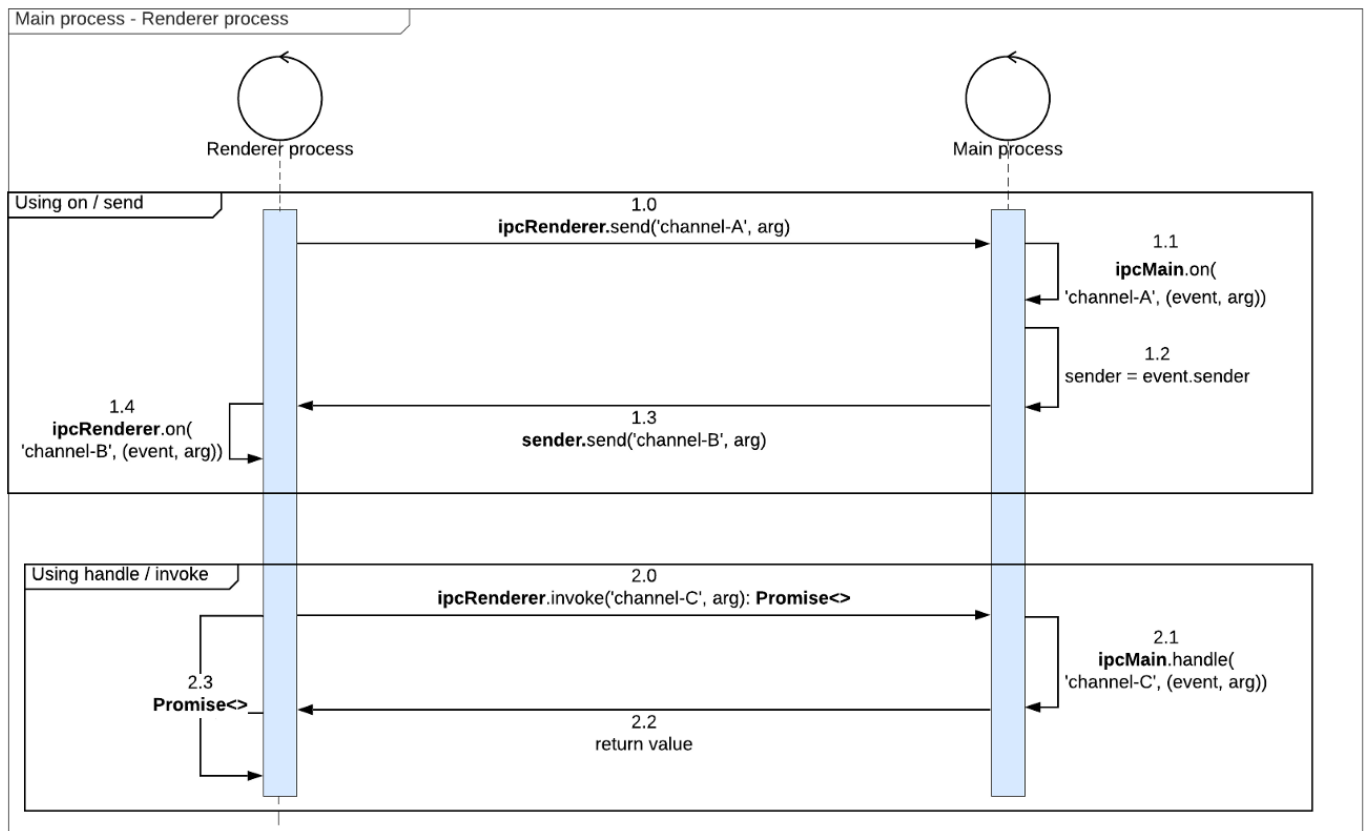 Main process - Renderer process
Renderer process
Main process
Using on / send
1.0
ipcRenderer.send('channel-A', arg)
1.1
ipcMain.on(
'channel-A', (event, arg))
1.2
sender = event.sender
1.3
sender.send('channel-B', arg)
1.4
ipcRenderer.on(
'channel-B', (event, arg))
Using handle / invoke
2.0
ipcRenderer.invoke('channel-C', arg): Promise<>
2.1
ipcMain.handle(
'channel-C', (event, arg))
2.2
return value
2.3
Promise<>